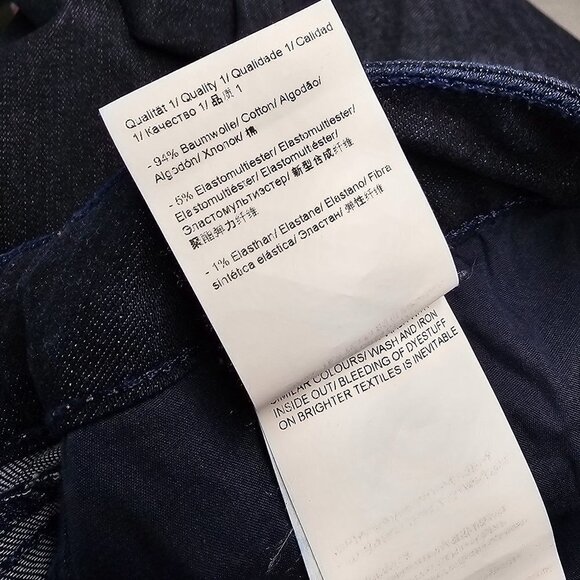 Qualität 1/ Quality 1/ Qualidade 1/ Calidad
1/ Качество 1/ 品质 1
- 94% Baumwolle/ Cotton/ Algodão/
Algodón/ Хлопок/ 棉
- 5% Elastomultiester/ Elastomultiester/
Elastomultiéster/ Elastomultiéster/
Эластомультиэстер/ 新型合成纤维
聚酯弹力纤维
- 1% Elasthan/ Elastane/ Elastano/ Fibra
sintética elástica/ Эластан/ 弹性纤维
SIMILAR COLOURS/ WASH AND IRON
INSIDE OUT/ BLEEDING OF DYESTUFF
ON BRIGHTER TEXTILES IS INEVITABLE